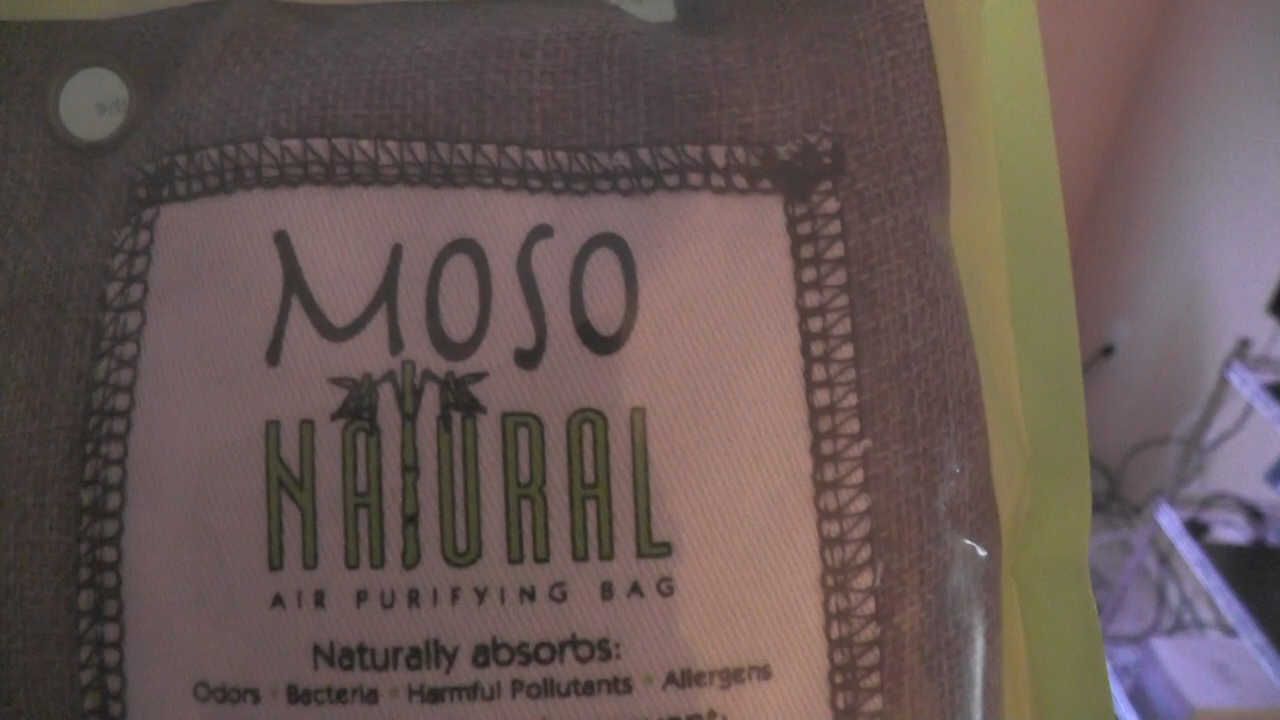 MOSO
NATURAL
AIR PURIFYING BAG
Naturally absorbs:
Odors • Bacteria • Harmful Pollutants • Allergens